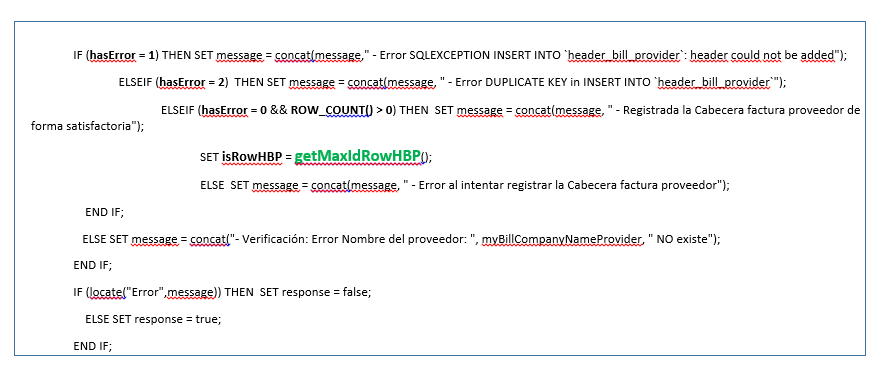 IF (hasError = 1) THEN SET message = concat(message," - Error SQLEXCEPTION INSERT INTO `header_bill_provider`: header could not be added");
ELSEIF (hasError = 2) THEN SET message = concat(message, " - Error DUPLICATE KEY in INSERT INTO `header_bill_provider`");
ELSEIF (hasError = 0 && ROW_COUNT() > 0) THEN SET message = concat(message, " - Registrada la Cabecera factura proveedor de
forma satisfactoria");
SET isRowHBP = getMaxIdRowHBP();
ELSE SET message = concat(message, " - Error al intentar registrar la Cabecera factura proveedor");
END IF;
ELSE SET message = concat("- Verificación: Error Nombre del proveedor: ", myBillCompanyNameProvider, " NO existe");
END IF;
IF (locate("Error",message)) THEN SET response = false;
ELSE SET response = true;
END IF;